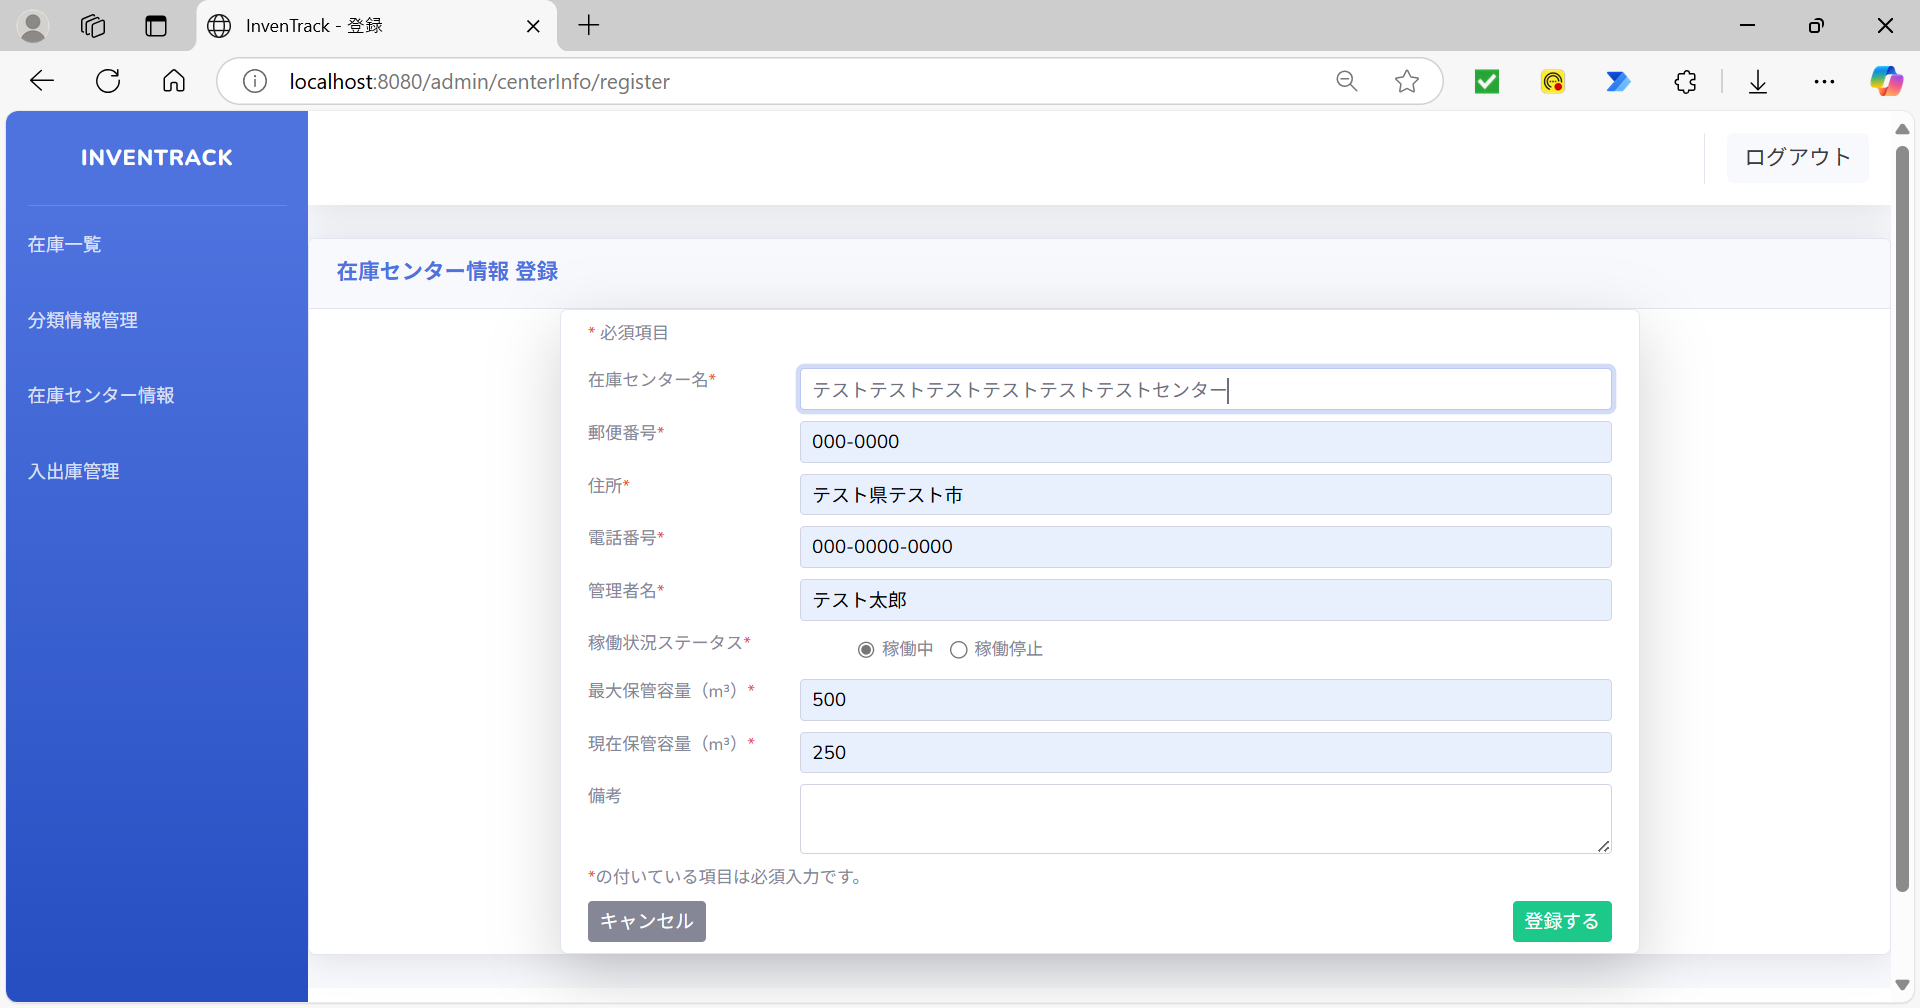 InvenTrack - 登録
localhost:8080/admin/centerInfo/register
INVENTRACK
ログアウト
在庫一覧
分類情報管理
在庫センター情報
入出庫管理
在庫センター情報 登録
* 必須項目
在庫センター名* テストテストテストテストテストテストセンター
郵便番号* 000-0000
住所* テスト県テスト市
電話番号* 000-0000-0000
管理者名* テスト太郎
稼働状況ステータス* 稼働中 稼働停止
最大保管容量（m³）* 500
現在保管容量（m³）* 250
備考
*の付いている項目は必須入力です。
キャンセル 登録する